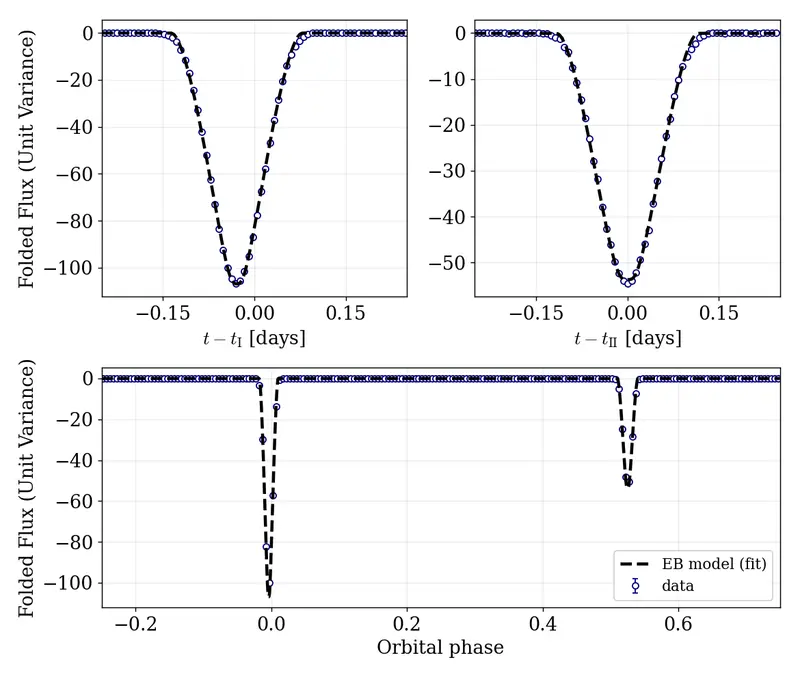 Folded Flux (Unit Variance)
0
−20
−40
−60
−80
−100
−0.15 0.00 0.15
t − t_I [days]
0
−10
−20
−30
−40
−50
−0.15 0.00 0.15
t − t_II [days]
Folded Flux (Unit Variance)
0
−20
−40
−60
−80
−100
EB model (fit)
data
−0.2 0.0 0.2 0.4 0.6
Orbital phase